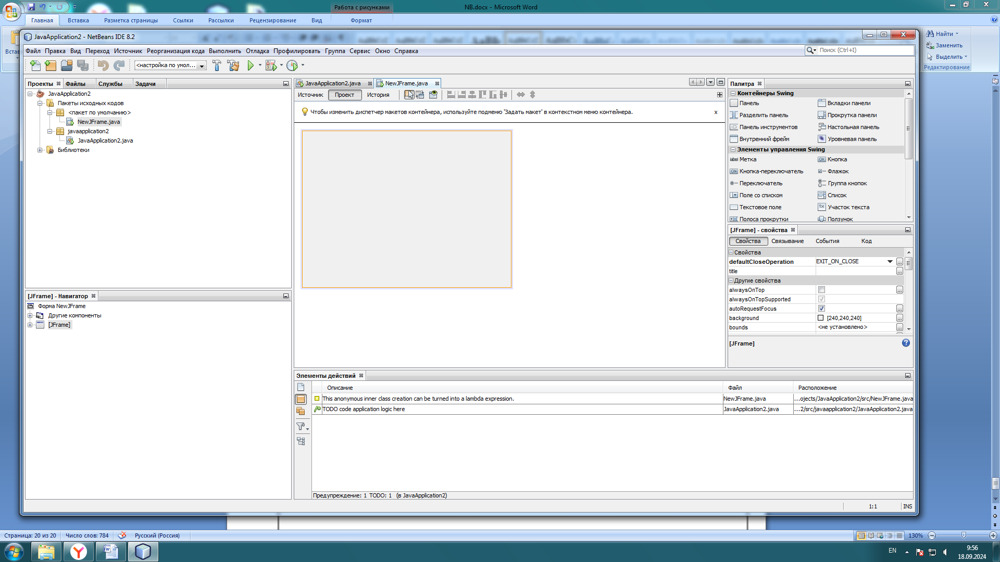 Работа с рисунками
NB.docx - Microsoft Word
Главная Вставка Разметка страницы Ссылки Рассылки Рецензирование Вид Формат
Найти
Заменить
Выделить
Редактирование
JavaApplication2 - NetBeans IDE 8.2
Файл Правка Вид Переход Источник Реорганизация кода Выполнить Отладка Профилировать Группа Сервис Окно Справка
Поиск (Ctrl+I)
<настройка по умол...
Проекты Файлы Службы Задачи
JavaApplication2
Пакеты исходных кодов
<пакет по умолчанию>
NewJFrame.java
javaapplication2
JavaApplication2.java
Библиотеки
[JFrame] - Навигатор
Форма NewJFrame
Другие компоненты
[JFrame]
JavaApplication2.java NewJFrame.java
Источник Проект История
Чтобы изменить диспетчер макетов контейнера, используйте подменю 'Задать макет' в контекстном меню контейнера. x
Палитра
Контейнеры Swing
Панель Вкладки панели
Разделить панель Прокрутка панели
Панель инструментов Настольная панель
Внутренний фрейм Уровневая панель
Элементы управления Swing
label Метка OK Кнопка
ON Кнопка-переключатель Флажок
Переключатель Группа кнопок
Поле со списком Список
Текстовое поле Участок текста
Полоса прокрутки Ползунок
[JFrame] - свойства
Свойства Связывание События Код
Свойства
defaultCloseOperation EXIT_ON_CLOSE
title
Другие свойства
alwaysOnTop
alwaysOnTopSupported
autoRequestFocus
background [240,240,240]
bounds <не установлено>
[JFrame]
Элементы действий
Описание Файл Расположение
This anonymous inner class creation can be turned into a lambda expression. NewJFrame.java ...ojects/JavaApplication2/src/NewJFrame.java
TODO code application logic here JavaApplication2.java ...2/src/javaapplication2/JavaApplication2.java
Предупреждение: 1 TODO: 1 (в JavaApplication2)
1:1 INS
Страница: 20 из 20 Число слов: 784 Русский (Россия) 130%
EN 9:56
18.09.2024